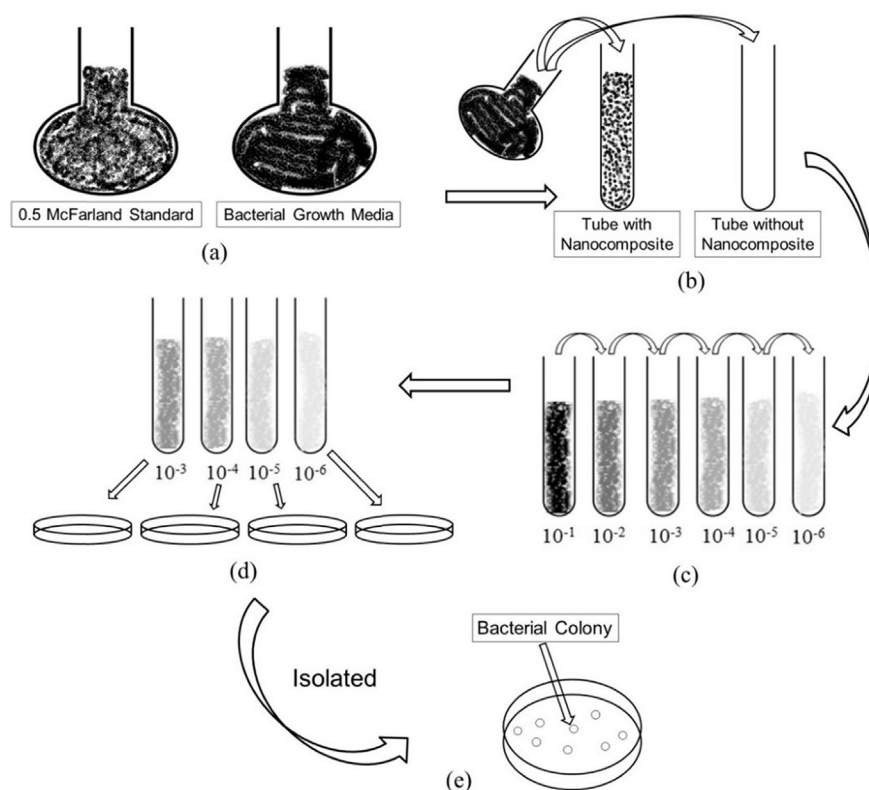 0.5 McFarland Standard
Bacterial Growth Media
(a)
Tube with
Nanocomposite
Tube without
Nanocomposite
(b)
10⁻¹ 10⁻² 10⁻³ 10⁻⁴ 10⁻⁵ 10⁻⁶
(c)
10⁻³ 10⁻⁴ 10⁻⁵ 10⁻⁶
(d)
Isolated
Bacterial Colony
(e)